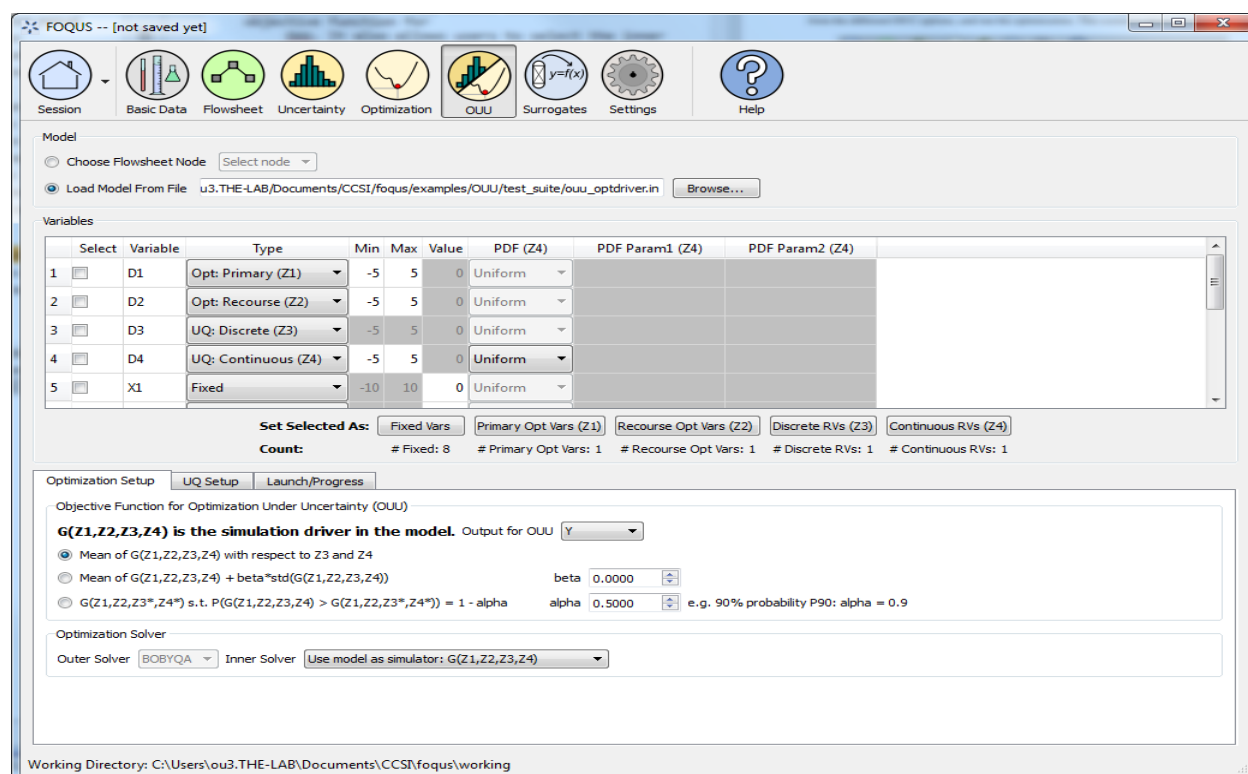 FOQUS -- [not saved yet]
Session
Basic Data
Flowsheet
Uncertainty
Optimization
OUU
y=f(x)
Surrogates
Settings
Help
Model
Choose Flowsheet Node Select node
Load Model From File u3.THE-LAB/Documents/CCSI/foqus/examples/OUU/test_suite/ouu_optdriver.in Browse...
Variables
Select Variable Type Min Max Value PDF (Z4) PDF Param1 (Z4) PDF Param2 (Z4)
1 D1 Opt: Primary (Z1) -5 5 0 Uniform
2 D2 Opt: Recourse (Z2) -5 5 0 Uniform
3 D3 UQ: Discrete (Z3) -5 5 0 Uniform
4 D4 UQ: Continuous (Z4) -5 5 0 Uniform
5 X1 Fixed -10 10 0 Uniform
Set Selected As: Fixed Vars Primary Opt Vars (Z1) Recourse Opt Vars (Z2) Discrete RVs (Z3) Continuous RVs (Z4)
Count: # Fixed: 8 # Primary Opt Vars: 1 # Recourse Opt Vars: 1 # Discrete RVs: 1 # Continuous RVs: 1
Optimization Setup UQ Setup Launch/Progress
Objective Function for Optimization Under Uncertainty (OUU)
G(Z1,Z2,Z3,Z4) is the simulation driver in the model. Output for OUU Y
Mean of G(Z1,Z2,Z3,Z4) with respect to Z3 and Z4
Mean of G(Z1,Z2,Z3,Z4) + beta*std(G(Z1,Z2,Z3,Z4)) beta 0.0000
G(Z1,Z2,Z3*,Z4*) s.t. P(G(Z1,Z2,Z3,Z4) > G(Z1,Z2,Z3*,Z4*)) = 1 - alpha alpha 0.5000 e.g. 90% probability P90: alpha = 0.9
Optimization Solver
Outer Solver BOBYQA Inner Solver Use model as simulator: G(Z1,Z2,Z3,Z4)
Working Directory: C:\Users\ou3.THE-LAB\Documents\CCSI\foqus\working